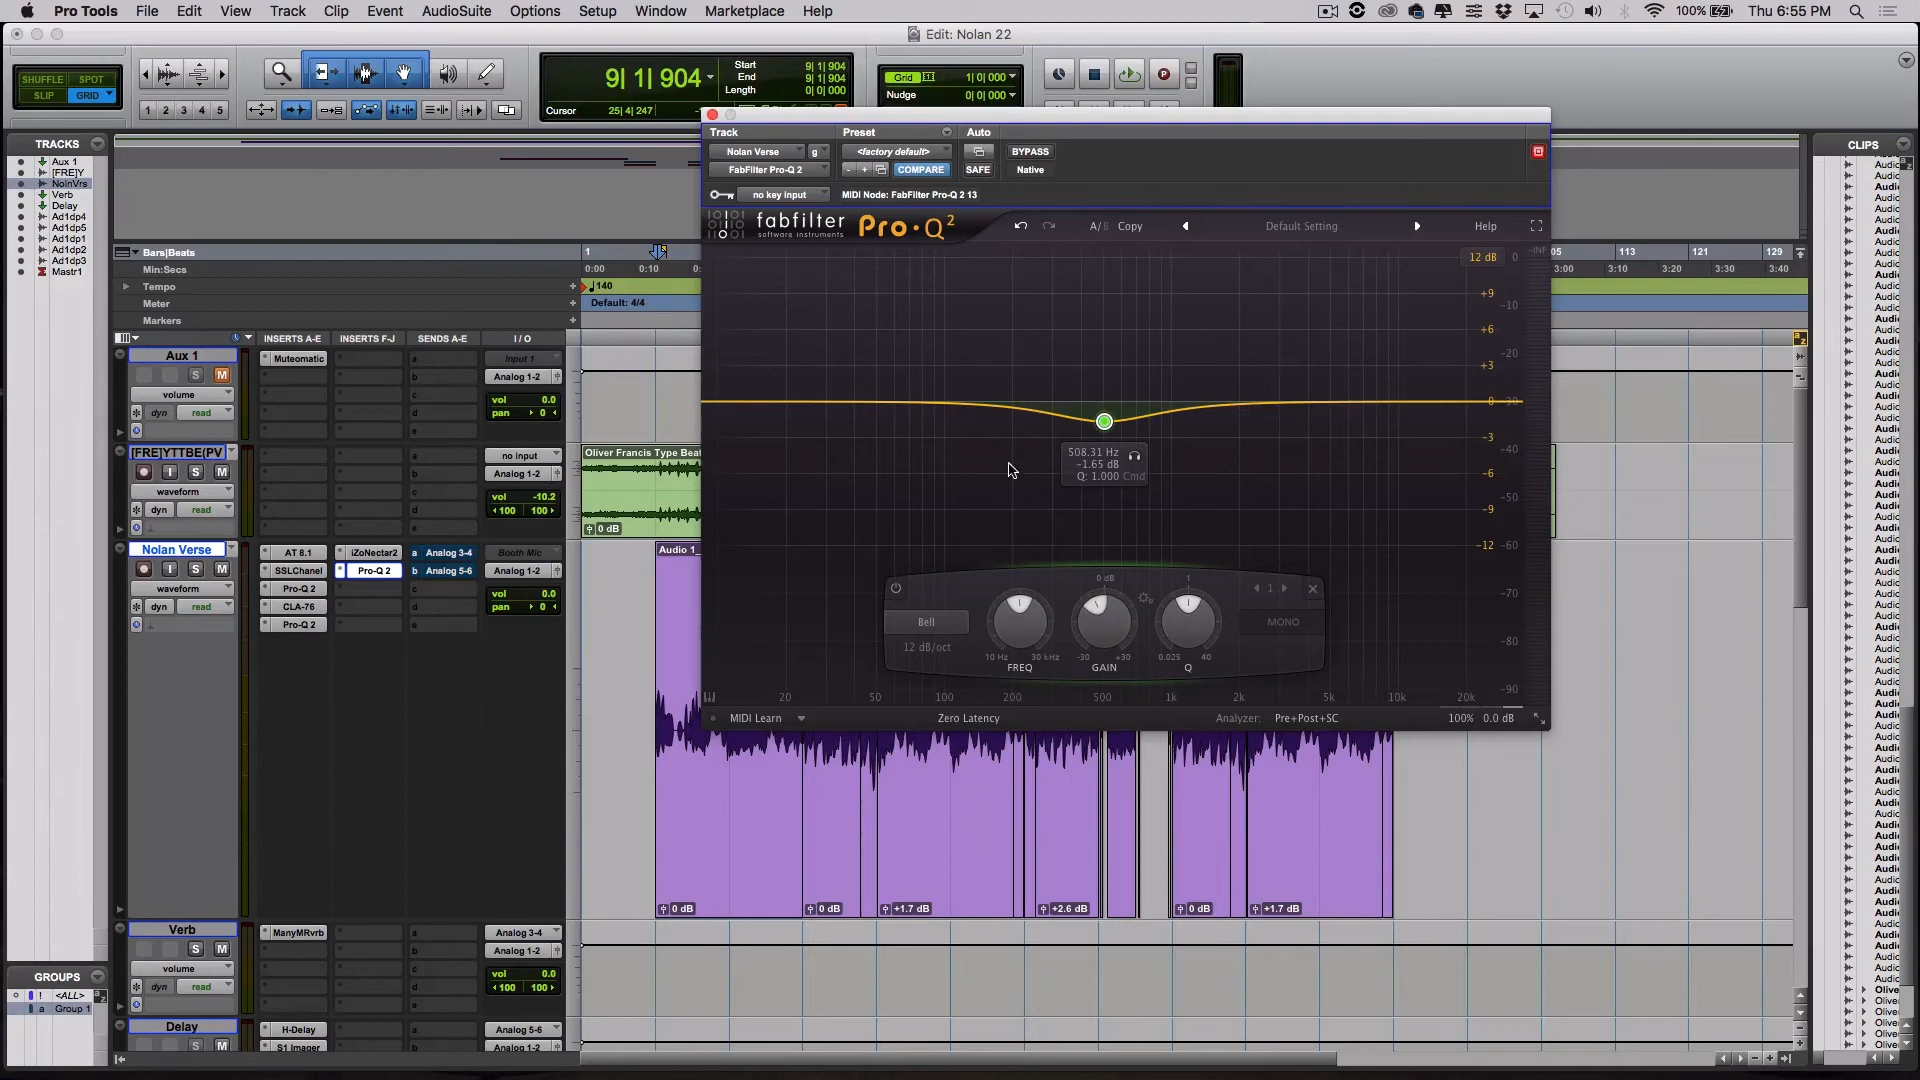 Pro Tools File Edit View Track Clip Event AudioSuite Options Setup Window Marketplace Help 100% Thu 6:55 PM
Edit: Nolan 22
SHUFFLE SPOT
SLIP GRID
1 2 3 4 5
9| 1| 904
Start 9| 1| 904
End 9| 1| 904
Length 0| 0| 000
Cursor 25| 4| 247
Grid 1| 0| 000
Nudge 0| 0| 000
TRACKS
Aux 1
[FRE]Y
NolnVrs
Verb
Delay
Ad1dp4
Ad1dp5
Ad1dp1
Ad1dp2
Ad1dp3
Mastr1
GROUPS
! <ALL>
a Group 1
Bars|Beats 1
Min:Secs 0:00 0:10
Tempo 140
Meter Default: 4/4
Markers
105 113 121 129
3:00 3:10 3:20 3:30 3:40
INSERTS A-E INSERTS F-J SENDS A-E I / O
Aux 1
S M
volume
dyn read
Muteomatic
a
b
c
d
e
Input 1
Analog 1-2
vol 0.0
pan 0
[FRE]YTTBE(PV
I S M
waveform
dyn read
a
b
c
d
e
no input
Analog 1-2
vol -10.2
100 100
Oliver Francis Type Beat
0 dB
Nolan Verse
I S M
waveform
dyn read
AT 8.1 iZoNectar2 a Analog 3-4 Booth Mic
SSLChanel Pro-Q 2 b Analog 5-6 Analog 1-2
Pro-Q 2 c
CLA-76 d
Pro-Q 2 e
vol 0.0
pan 0
Audio 1_
0 dB 0 dB +1.7 dB +2.6 dB 0 dB +1.7 dB
Verb
S M
volume
dyn read
ManyMRvrb
a
b
c
d
e
Analog 3-4
Analog 1-2
vol 0.0
100 100
Delay
S M
H-Delay a Analog 5-6
S1 Imager b Analog 1-2
Track Preset Auto
Nolan Verse g <factory default> BYPASS
FabFilter Pro-Q 2 - + COMPARE SAFE Native
no key input MIDI Node: FabFilter Pro-Q 2 13
fabfilter
software instruments
Pro·Q2
A/B Copy Default Setting Help
12 dB 0 -INF
+9 -10
+6
+3 -20
0 -30
-3 -40
-6
-9 -50
-12 -60
-70
-80
-90
508.31 Hz
-1.65 dB
Q: 1.000 Cmd
0 dB 1 1
Bell
12 dB/oct
MONO
10 Hz 30 kHz -30 +30 0.025 40
FREQ GAIN Q
20 50 100 200 500 1k 2k 5k 10k 20k
MIDI Learn Zero Latency Analyzer: Pre+Post+SC 100% 0.0 dB
CLIPS